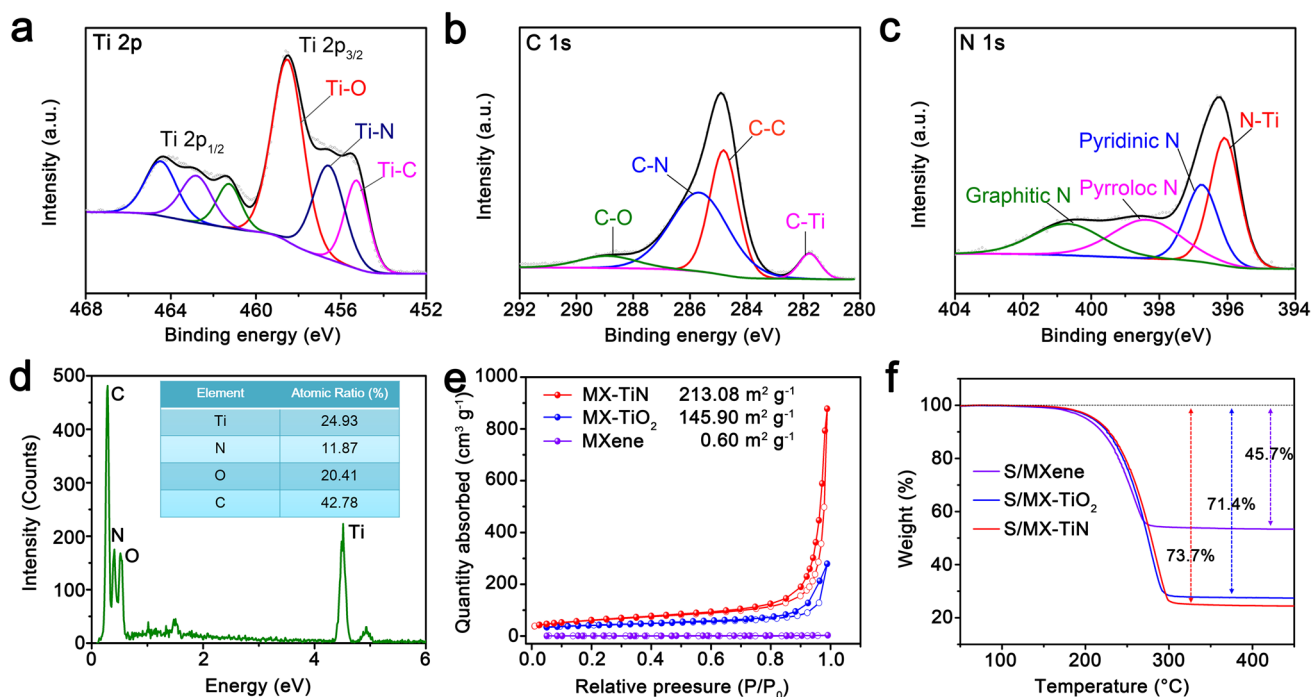 a
Ti 2p
Ti 2p3/2
Ti-O
Ti-N
Ti 2p1/2
Ti-C
Intensity (a.u.)
468 464 460 456 452
Binding energy (eV)
b
C 1s
C-C
C-N
C-O
C-Ti
Intensity (a.u.)
292 290 288 286 284 282 280
Binding energy (eV)
c
N 1s
N-Ti
Pyridinic N
Graphitic N
Pyrroloc N
Intensity (a.u.)
404 402 400 398 396 394
Binding energy(eV)
d
500
400
300
200
100
0
Intensity (Counts)
C
N
O
Ti
Element Atomic Ratio (%)
Ti 24.93
N 11.87
O 20.41
C 42.78
0 2 4 6
Energy (eV)
e
1000
800
600
400
200
0
Quantity absorbed (cm3 g-1)
MX-TiN 213.08 m2 g-1
MX-TiO2 145.90 m2 g-1
MXene 0.60 m2 g-1
0.0 0.2 0.4 0.6 0.8 1.0
Relative preesure (P/P0)
f
100
80
60
40
20
Weight (%)
45.7%
S/MXene
S/MX-TiO2
71.4%
S/MX-TiN
73.7%
100 200 300 400
Temperature (°C)